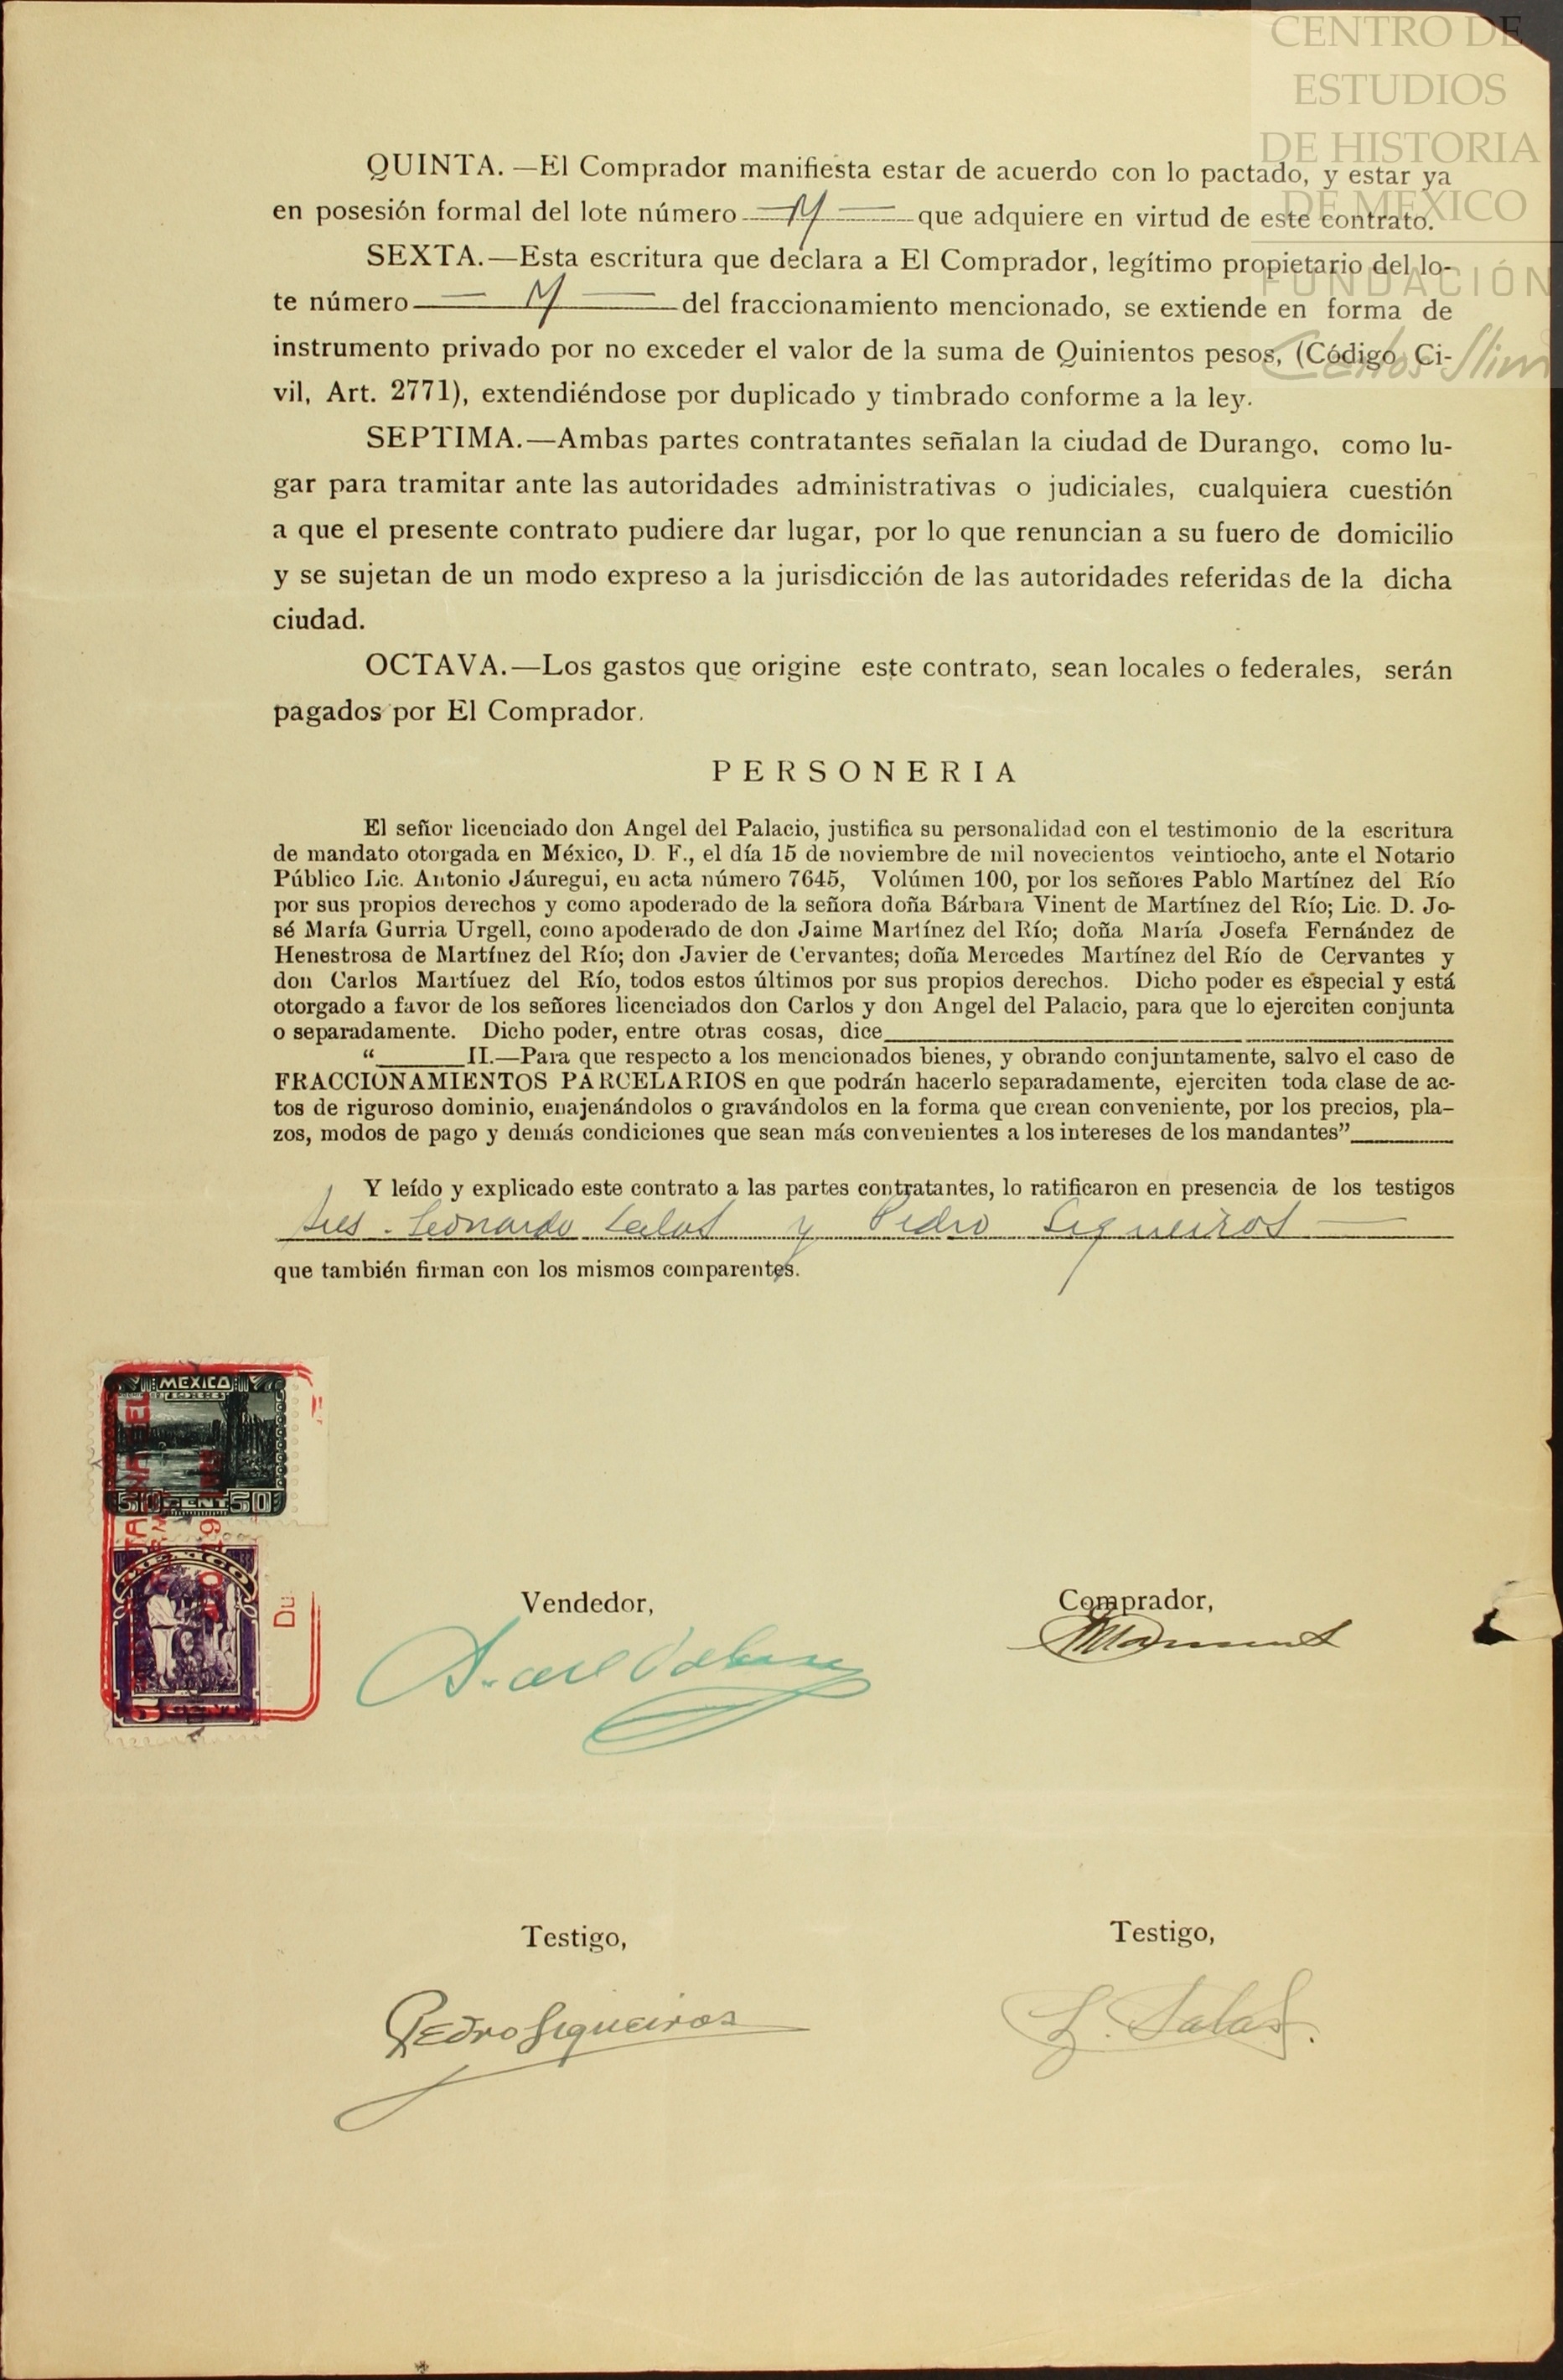 CENTRO DE
ESTUDIOS
DE HISTORIA
DE MEXICO
FUNDACIÓN
Carlos Slim
QUINTA. —El Comprador manifiesta estar de acuerdo con lo pactado, y estar ya
en posesión formal del lote número que adquiere en virtud de este contrato.
SEXTA.—Esta escritura que declara a El Comprador, legítimo propietario del lo-
te número del fraccionamiento mencionado, se extiende en forma de
instrumento privado por no exceder el valor de la suma de Quinientos pesos, (Código Ci-
vil, Art. 2771), extendiéndose por duplicado y timbrado conforme a la ley.
SEPTIMA.—Ambas partes contratantes señalan la ciudad de Durango, como lu-
gar para tramitar ante las autoridades administrativas o judiciales, cualquiera cuestión
a que el presente contrato pudiere dar lugar, por lo que renuncian a su fuero de domicilio
y se sujetan de un modo expreso a la jurisdicción de las autoridades referidas de la dicha
ciudad.
OCTAVA.—Los gastos que origine este contrato, sean locales o federales, serán
pagados por El Comprador.
PERSONERIA
El señor licenciado don Angel del Palacio, justifica su personalidad con el testimonio de la escritura
de mandato otorgada en México, D. F., el día 15 de noviembre de mil novecientos veintiocho, ante el Notario
Público Lic. Antonio Jáuregui, en acta número 7645, Volúmen 100, por los señores Pablo Martínez del Río
por sus propios derechos y como apoderado de la señora doña Bárbara Vinent de Martínez del Río; Lic. D. Jo-
sé María Gurria Urgell, como apoderado de don Jaime Martínez del Río; doña María Josefa Fernández de
Henestrosa de Martínez del Río; don Javier de Cervantes; doña Mercedes Martínez del Río de Cervantes y
don Carlos Martíuez del Río, todos estos últimos por sus propios derechos. Dicho poder es especial y está
otorgado a favor de los señores licenciados don Carlos y don Angel del Palacio, para que lo ejerciten conjunta
o separadamente. Dicho poder, entre otras cosas, dice
“ II.—Para que respecto a los mencionados bienes, y obrando conjuntamente, salvo el caso de
FRACCIONAMIENTOS PARCELARIOS en que podrán hacerlo separadamente, ejerciten toda clase de ac-
tos de riguroso dominio, enajenándolos o gravándolos en la forma que crean conveniente, por los precios, pla-
zos, modos de pago y demás condiciones que sean más convenientes a los intereses de los mandantes”
Y leído y explicado este contrato a las partes contratantes, lo ratificaron en presencia de los testigos
sres. Leonardo Salas y Pedro Siqueiros
que también firman con los mismos comparentes.
MEXICO
50 CENT 50
MEXICO
Du
Vendedor,
Comprador,
A. del Palacio
Testigo,
Testigo,
Pedro Siqueiros
L. Salas.